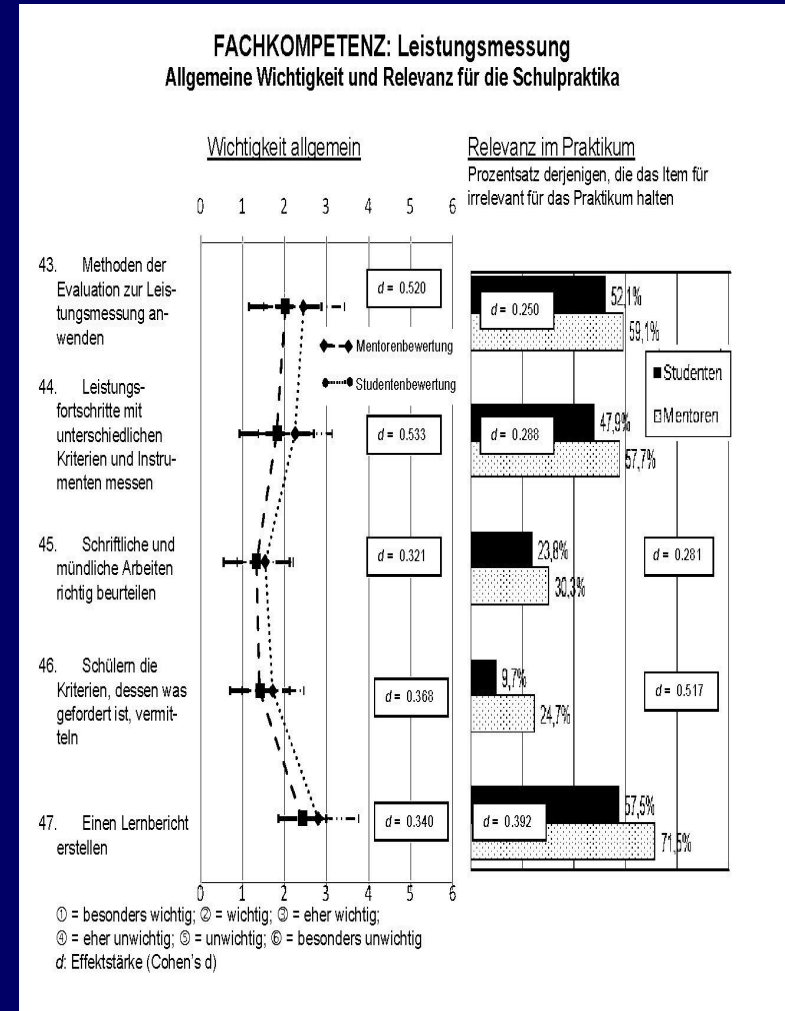 FACHKOMPETENZ: Leistungsmessung
Allgemeine Wichtigkeit und Relevanz für die Schulpraktika
Wichtigkeit allgemein
Relevanz im Praktikum
Prozentsatz derjenigen, die das Item für
irrelevant für das Praktikum halten
0 1 2 3 4 5 6
43. Methoden der
Evaluation zur Leis-
tungsmessung an-
wenden
d = 0.520
d = 0.250
52,1%
59,1%
Mentorenbewertung
Studentenbewertung
Studenten
Mentoren
44. Leistungs-
fortschritte mit
unterschiedlichen
Kriterien und Instru-
menten messen
d = 0.533
d = 0.288
47,9%
57,7%
45. Schriftliche und
mündliche Arbeiten
richtig beurteilen
d = 0.321
23,8%
30,3%
d = 0.281
46. Schülern die
Kriterien, dessen was
gefordert ist, vermit-
teln
d = 0.368
9,7%
24,7%
d = 0.517
47. Einen Lernbericht
erstellen
d = 0.340
d = 0.392
57,5%
71,5%
0 1 2 3 4 5 6
① = besonders wichtig; ② = wichtig; ③ = eher wichtig;
④ = eher unwichtig; ⑤ = unwichtig; ⑥ = besonders unwichtig
d: Effektstärke (Cohen's d)